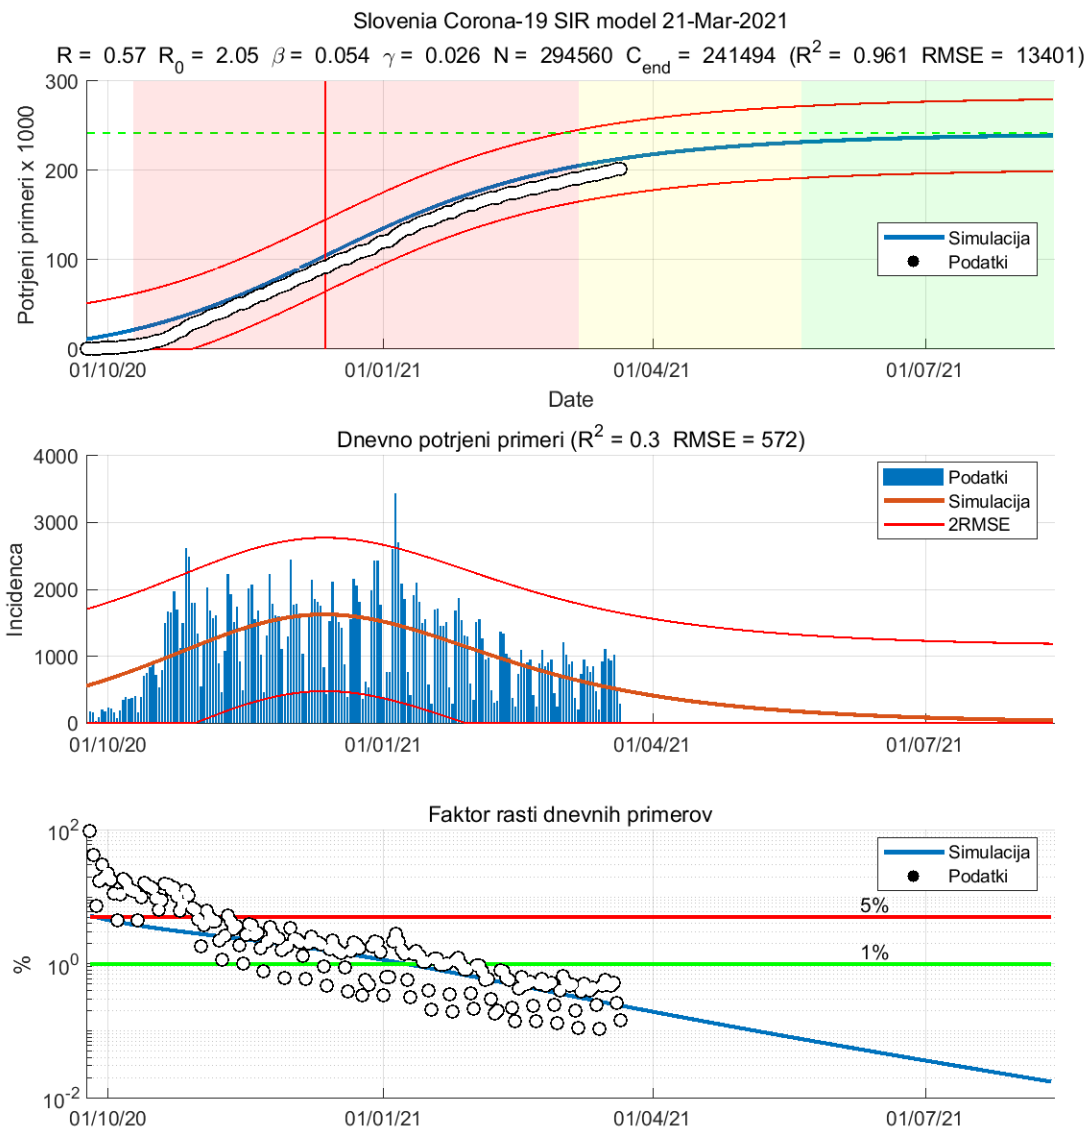 Slovenia Corona-19 SIR model 21-Mar-2021
R = 0.57 R0 = 2.05 β = 0.054 γ = 0.026 N = 294560 Cend = 241494 (R2 = 0.961 RMSE = 13401)
300
200
100
0
Potrjeni primeri x 1000
Simulacija
Podatki
01/10/20 01/01/21 01/04/21 01/07/21
Date
Dnevno potrjeni primeri (R2 = 0.3 RMSE = 572)
4000
3000
2000
1000
0
Incidenca
Podatki
Simulacija
2RMSE
01/10/20 01/01/21 01/04/21 01/07/21
Faktor rasti dnevnih primerov
10^2
10^0
10^-2
%
Simulacija
Podatki
5%
1%
01/10/20 01/01/21 01/04/21 01/07/21